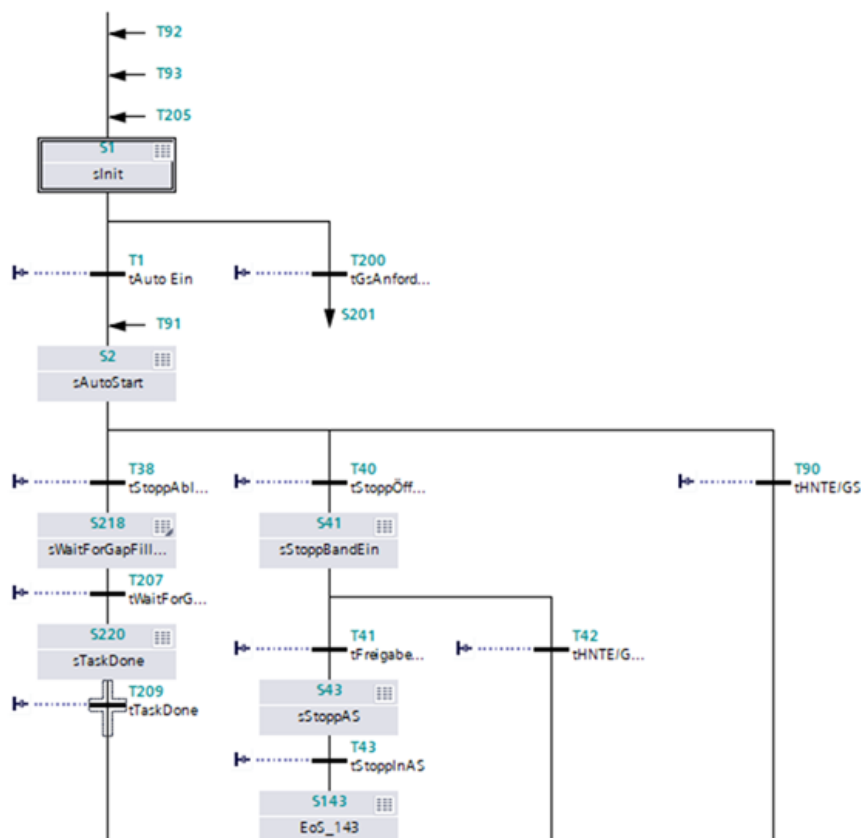 T92
T93
T205
S1
sInit
T1
tAuto Ein
T200
tGsAnford...
S201
T91
S2
sAutoStart
T38
tStoppAbl...
T40
tStoppÖff...
T90
tHNTE/GS
S218
sWaitForGapFill...
S41
sStoppBandEin
T207
tWaitForG...
S220
sTaskDone
T41
tFreigabe...
T42
tHNTE/G...
T209
tTaskDone
S43
sStoppAS
T43
tStoppInAS
S143
EoS_143